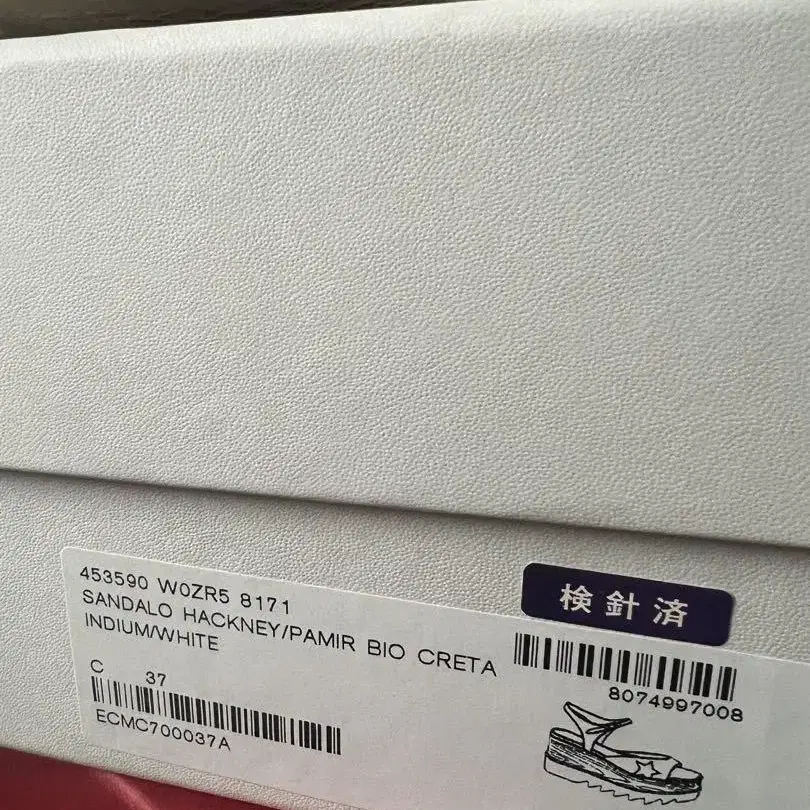 453590 W0ZR5 8171
SANDALO HACKNEY/PAMIR BIO CRETA
INDIUM/WHITE
C 37
ECMC700037A
検針済
8074997008